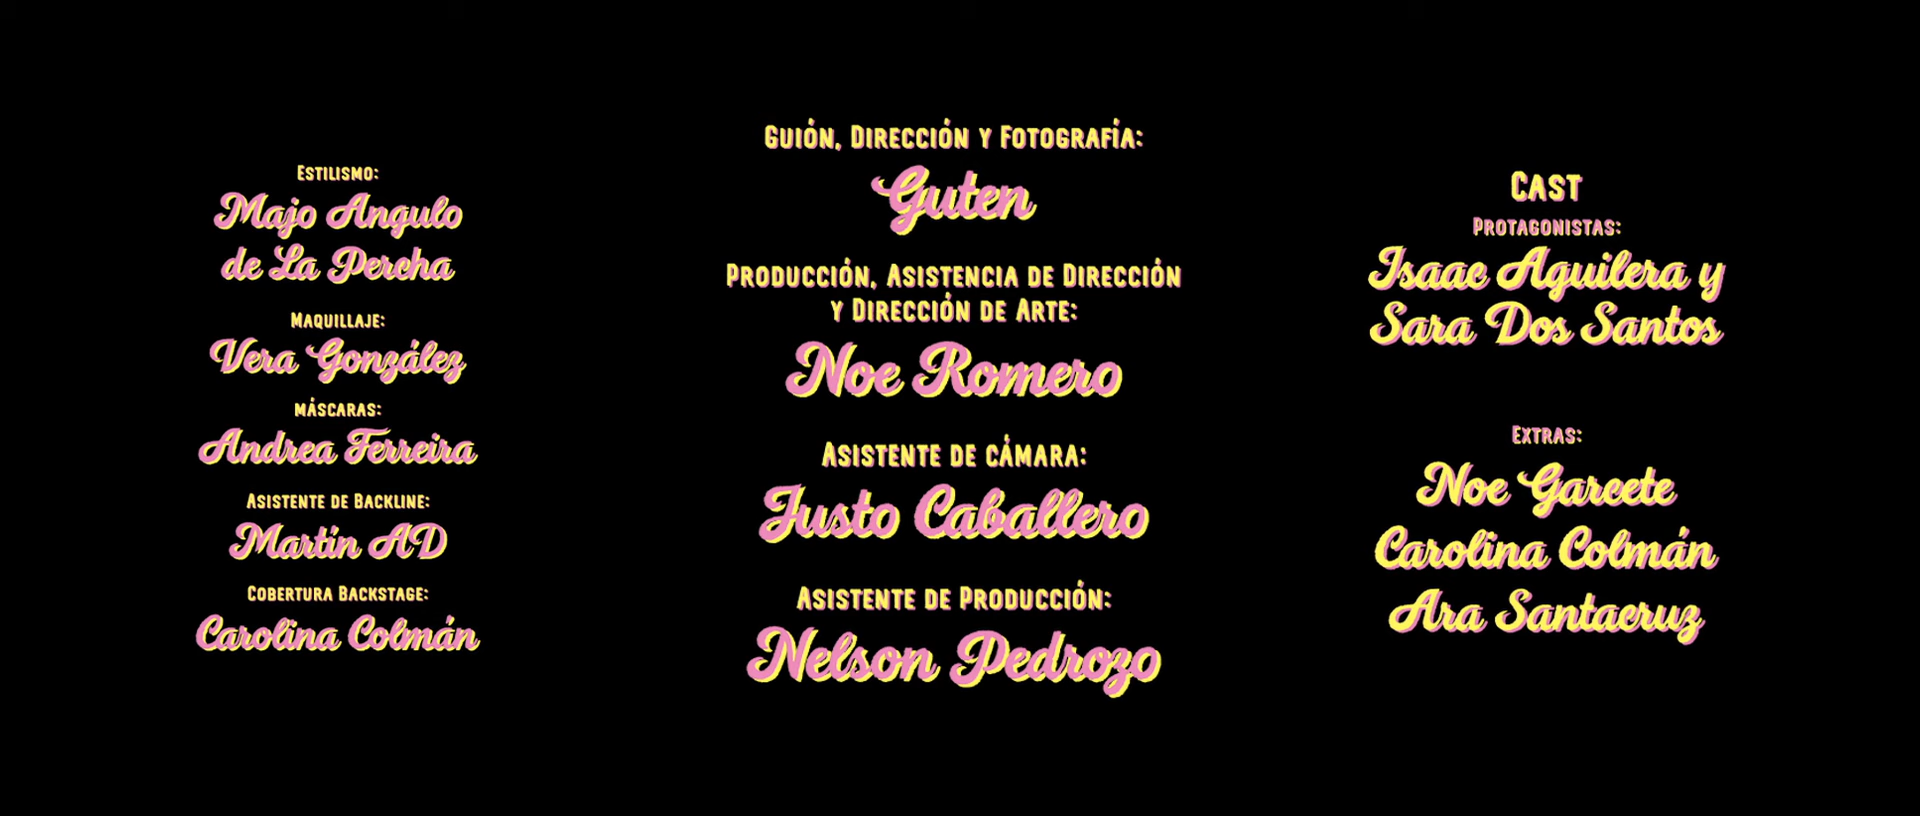 Estilismo:
Majo Angulo
de La Percha
Maquillaje:
Vera González
máscaras:
Andrea Ferreira
Asistente de Backline:
Martín AD
Cobertura Backstage:
Carolina Colmán
Guión, Dirección y Fotografía:
Guten
Producción, Asistencia de Dirección
y Dirección de Arte:
Noe Romero
Asistente de cámara:
Justo Caballero
Asistente de Producción:
Nelson Pedrozo
Cast
Protagonistas:
Isaac Aguilera y
Sara Dos Santos
Extras:
Noe Garcete
Carolina Colmán
Ara Santacruz